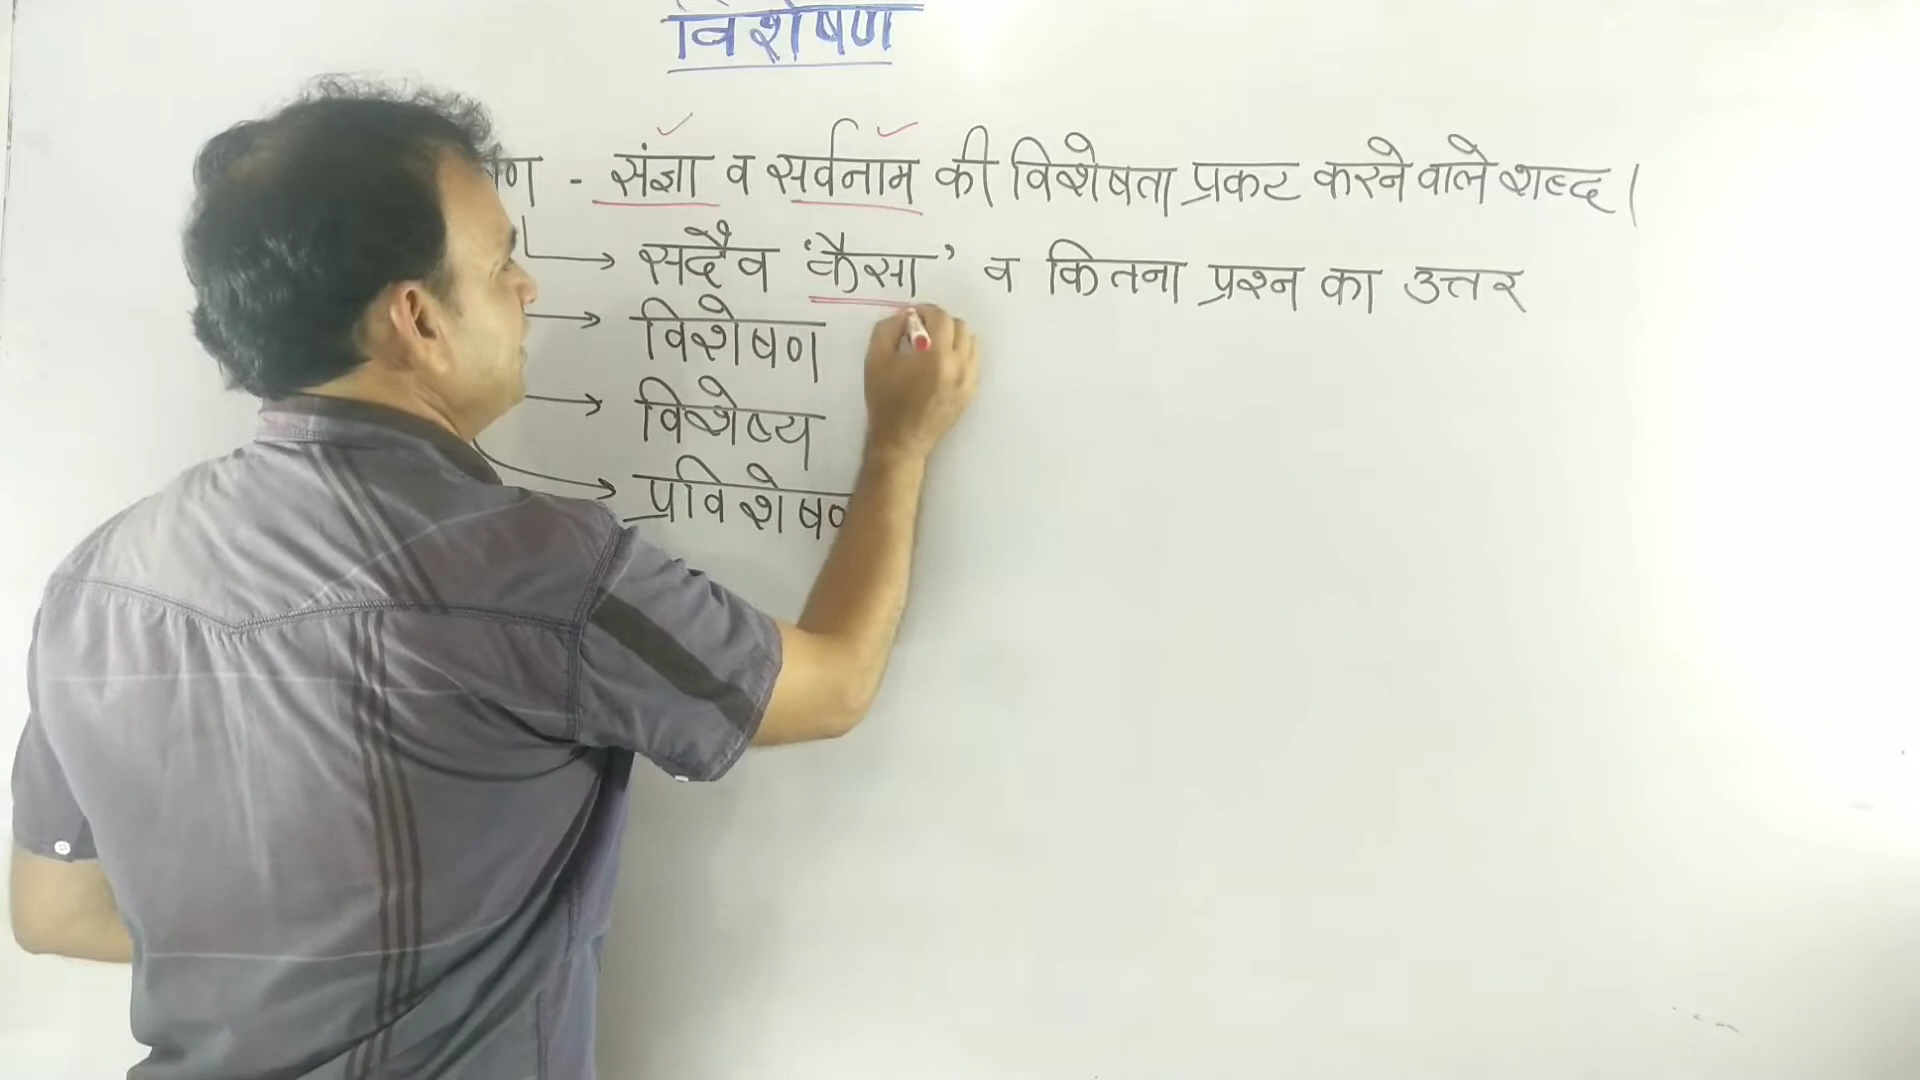 विशेषण
- संज्ञा व सर्वनाम की विशेषता प्रकट करने वाले शब्द।
सदैव 'कैसा' व कितना प्रश्न का उत्तर
विशेषण
विशेष्य
प्रविशेषण